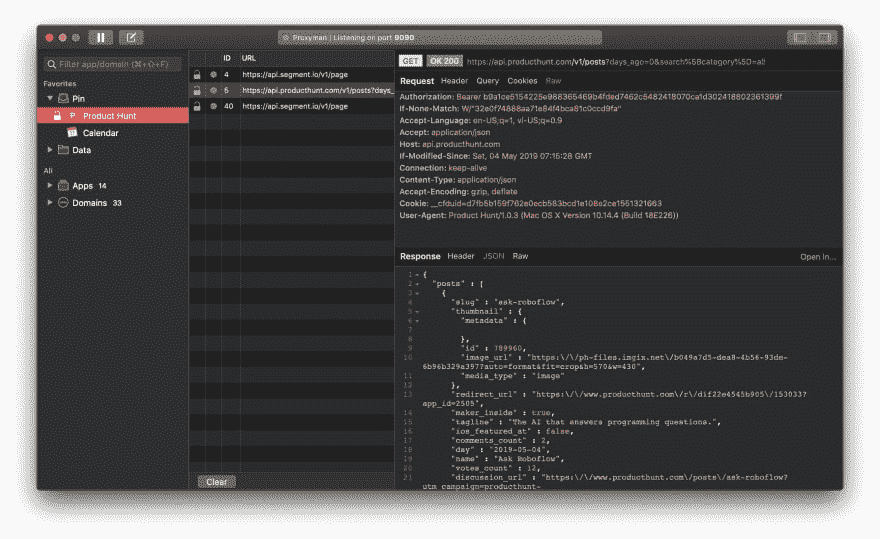 Proxyman | Listening on port 9090
Filter app/domain (⌘+⇧+F)
Favorites
Pin
P Product Hunt
Calendar
Data
All
Apps 14
Domains 33
ID URL
4 https://api.segment.io/v1/page
5 https://api.producthunt.com/v1/posts?days_
40 https://api.segment.io/v1/page
Clear
GET OK 200 https://api.producthunt.com/v1/posts?days_ago=0&search%5Bcategory%5D=all
Request Header Query Cookies Raw
Authorization: Bearer
If-None-Match:
Accept-Language: en-US;q=1, vi-US;q=0.9
Accept: application/json
Host: api.producthunt.com
If-Modified-Since: Sat, 04 May 2019 07:15:28 GMT
Connection: keep-alive
Content-Type: application/json
Accept-Encoding: gzip, deflate
Cookie:
User-Agent: Product Hunt/1.0.3 (Mac OS X Version 10.14.4 (Build 18E226))
Response Header JSON Raw Open in...
1 {
2 "posts" : [
3 {
4 "slug" : "ask-roboflow",
5 "thumbnail" : {
6 "metadata" : {
7
8 },
9 "id" : 789960,
10 "image_url" : "https:\/\/ph-files.imgix.net\/b049a7d5-dea8-4b56-93de-
6b96b329a397?auto=format&fit=crop&h=570&w=430",
11 "media_type" : "image"
12 },
13 "redirect_url" : "https:\/\/www.producthunt.com\/r\/dif22e4545b905\/153033?
app_id=2505",
14 "maker_inside" : true,
15 "tagline" : "The AI that answers programming questions.",
16 "ios_featured_at" : false,
17 "comments_count" : 2,
18 "day" : "2019-05-04",
19 "name" : "Ask Roboflow",
20 "votes_count" : 12,
21 "discussion_url" : "https:\/\/www.producthunt.com\/posts\/ask-roboflow?
utm_campaign=producthunt-